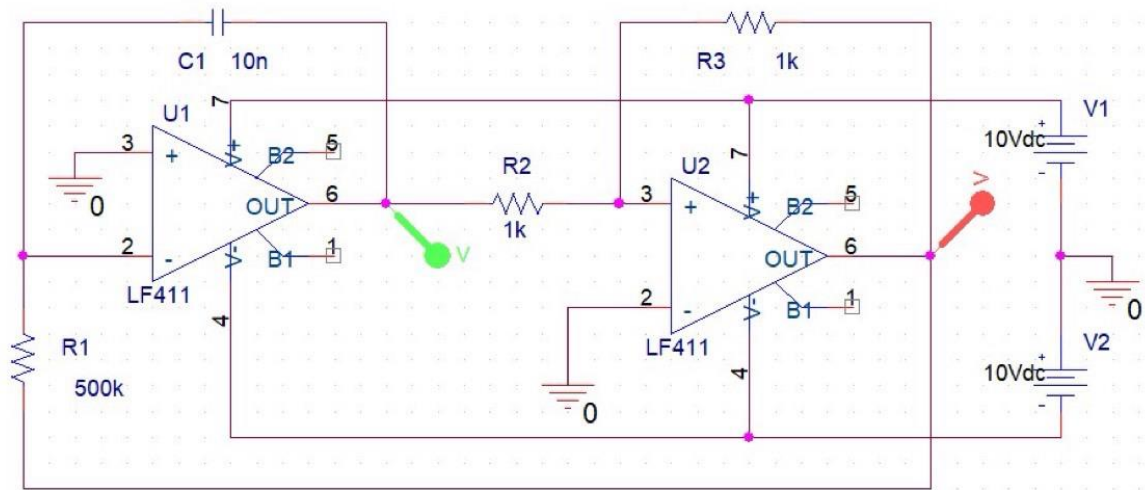 C1 10n
R3 1k
U1
7
V+
3
+
B2 5
0
OUT 6
2
-
B1 1
V-
LF411
4
R1
500k
R2
1k
V
U2
7
V+
3
+
B2 5
OUT 6
2
-
B1 1
V-
LF411
4
0
V
V1
+
10Vdc
-
0
V2
+
10Vdc
-